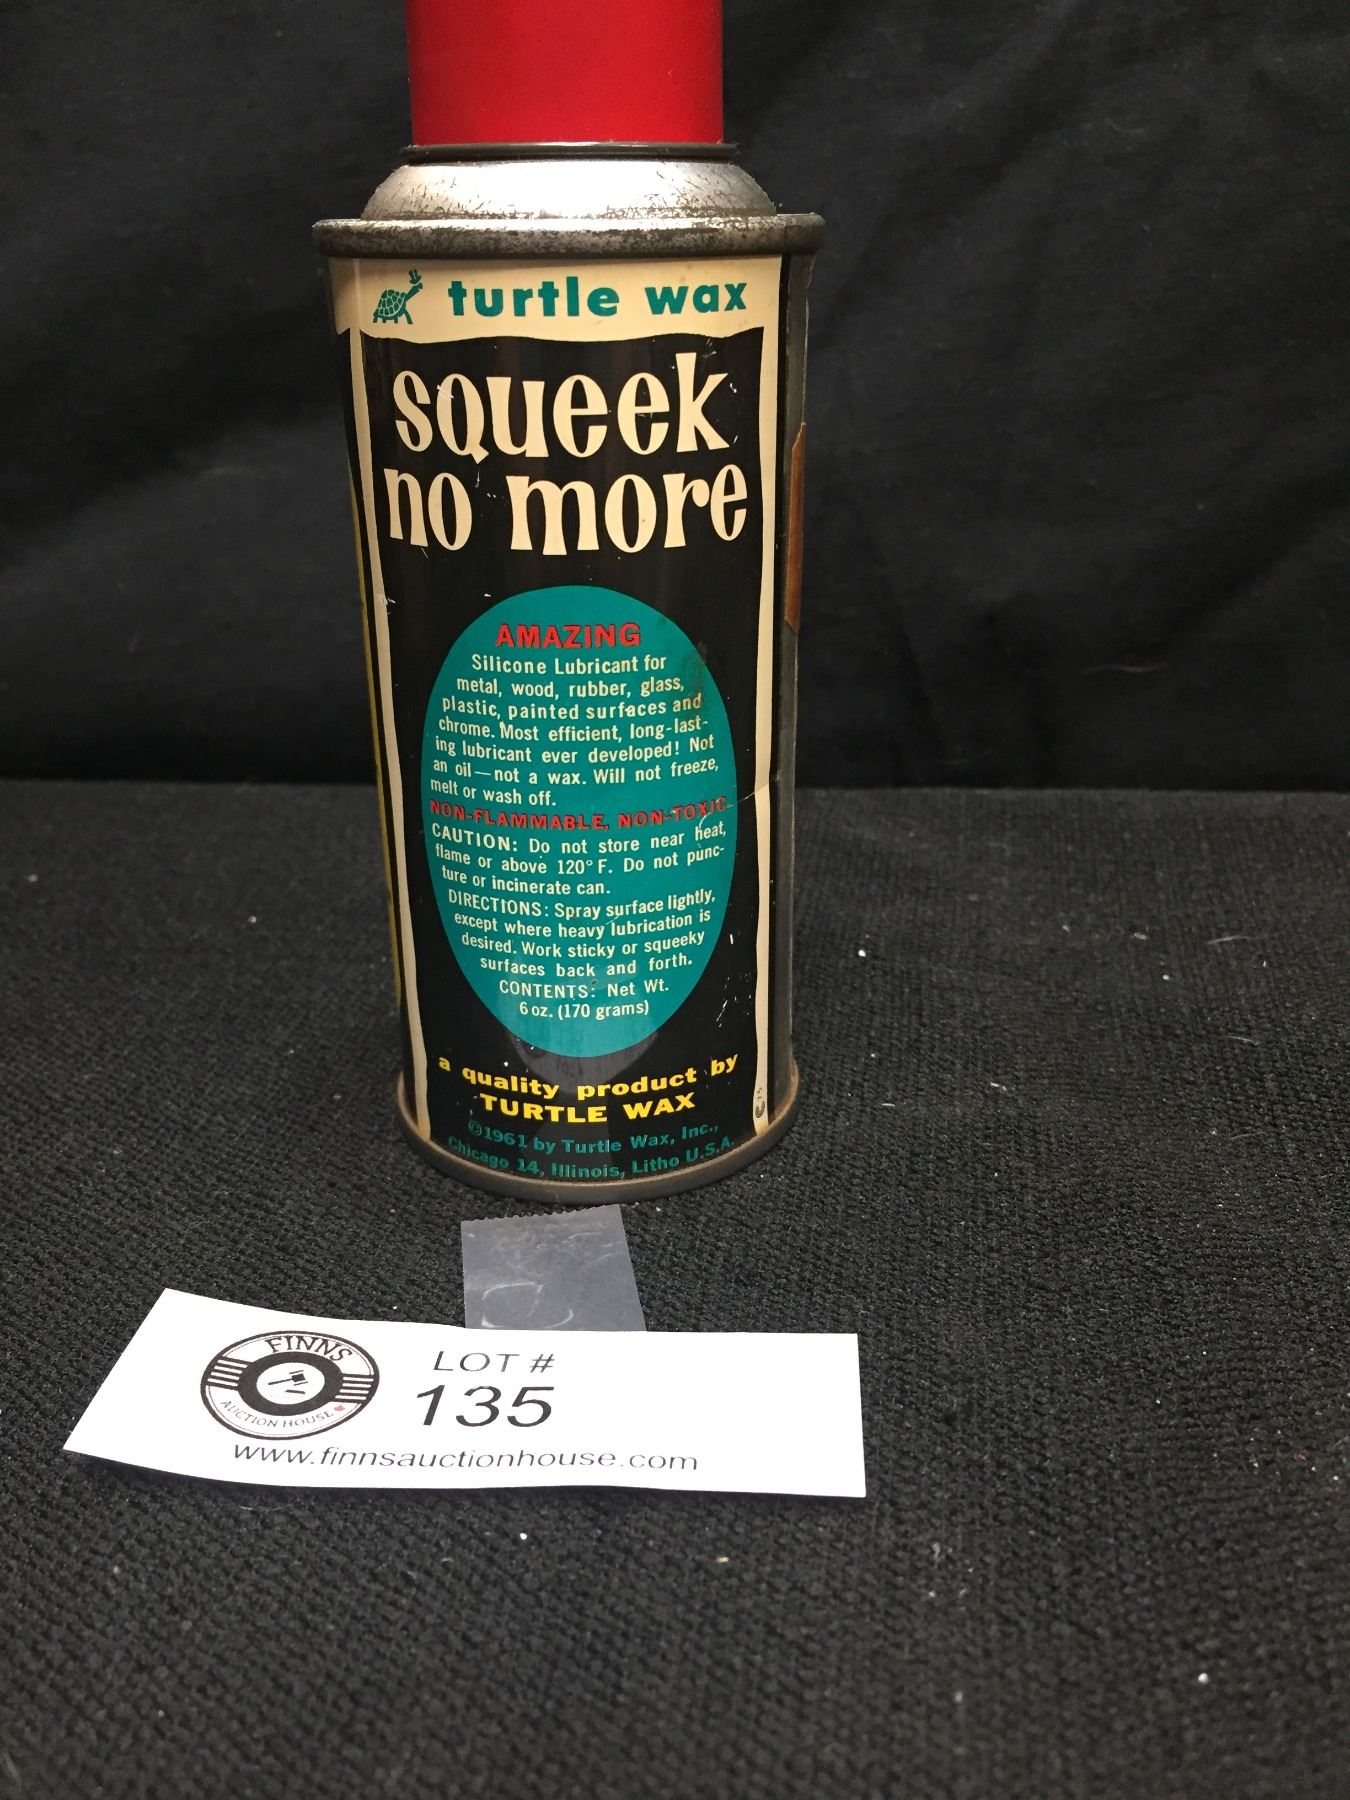 turtle wax
squeek
no more
AMAZING
Silicone Lubricant for
metal, wood, rubber, glass,
plastic, painted surfaces and
chrome. Most efficient, long-last-
ing lubricant ever developed! Not
an oil—not a wax. Will not freeze,
melt or wash off.
NON-FLAMMABLE, NON-TOXIC.
CAUTION: Do not store near heat,
flame or above 120° F. Do not punc-
ture or incinerate can.
DIRECTIONS: Spray surface lightly,
except where heavy lubrication is
desired. Work sticky or squeeky
surfaces back and forth.
CONTENTS: Net Wt.
6 oz. (170 grams)
a quality product by
TURTLE WAX
©1961 by Turtle Wax, Inc.,
Chicago 14, Illinois, Litho U.S.A.
FINNS
AUCTION HOUSE
LOT #
135
www.finnsauctionhouse.com